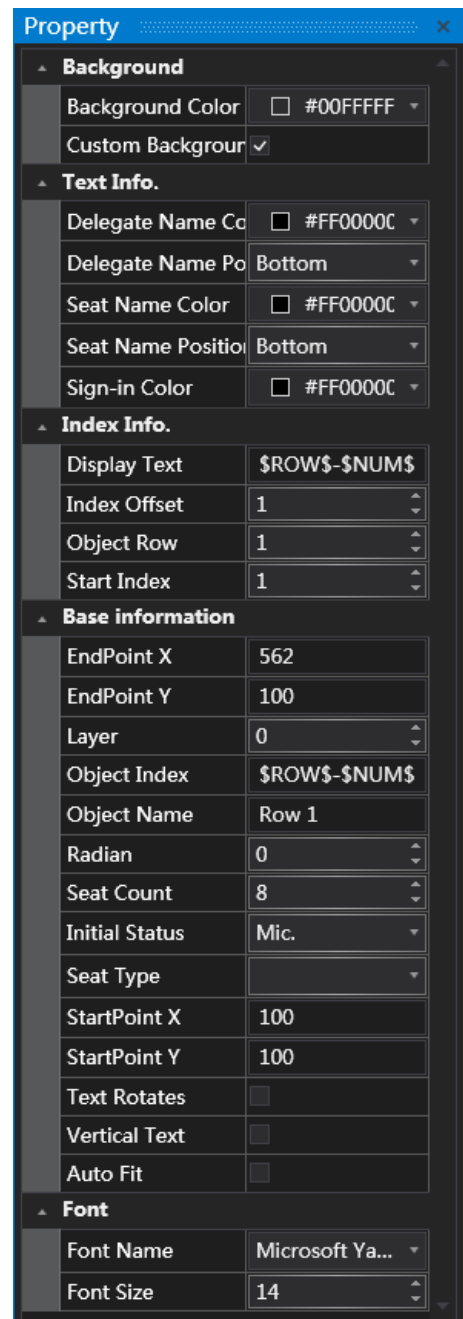 Property
Background
Background Color #00FFFFF
Custom Backgrour
Text Info.
Delegate Name Co #FF0000C
Delegate Name Po Bottom
Seat Name Color #FF0000C
Seat Name Position Bottom
Sign-in Color #FF0000C
Index Info.
Display Text $ROW$-$NUM$
Index Offset 1
Object Row 1
Start Index 1
Base information
EndPoint X 562
EndPoint Y 100
Layer 0
Object Index $ROW$-$NUM$
Object Name Row 1
Radian 0
Seat Count 8
Initial Status Mic.
Seat Type
StartPoint X 100
StartPoint Y 100
Text Rotates
Vertical Text
Auto Fit
Font
Font Name Microsoft Ya...
Font Size 14